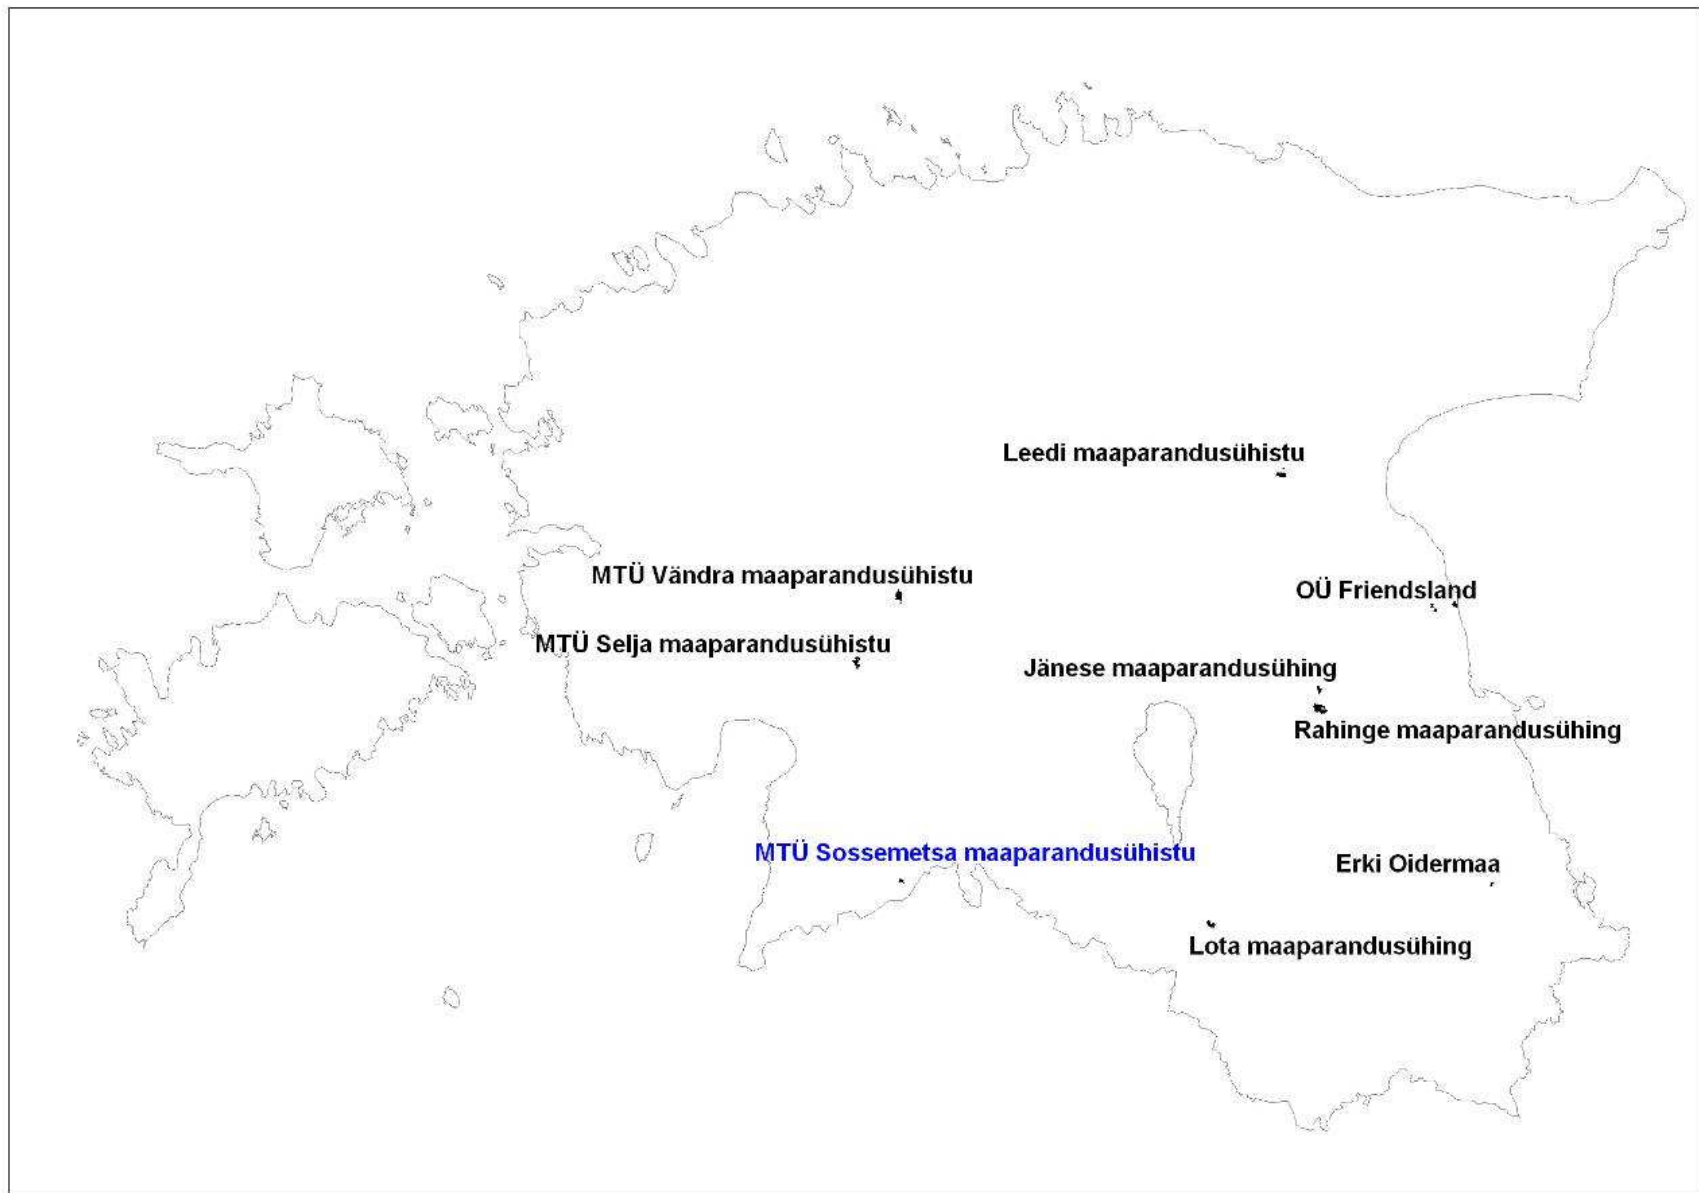 Leedi maaparandusühistu
MTÜ Vändra maaparandusühistu
OÜ Friendsland
MTÜ Selja maaparandusühistu
Jänese maaparandusühing
Rahinge maaparandusühing
MTÜ Sossemetsa maaparandusühistu
Erki Oidermaa
Lota maaparandusühing